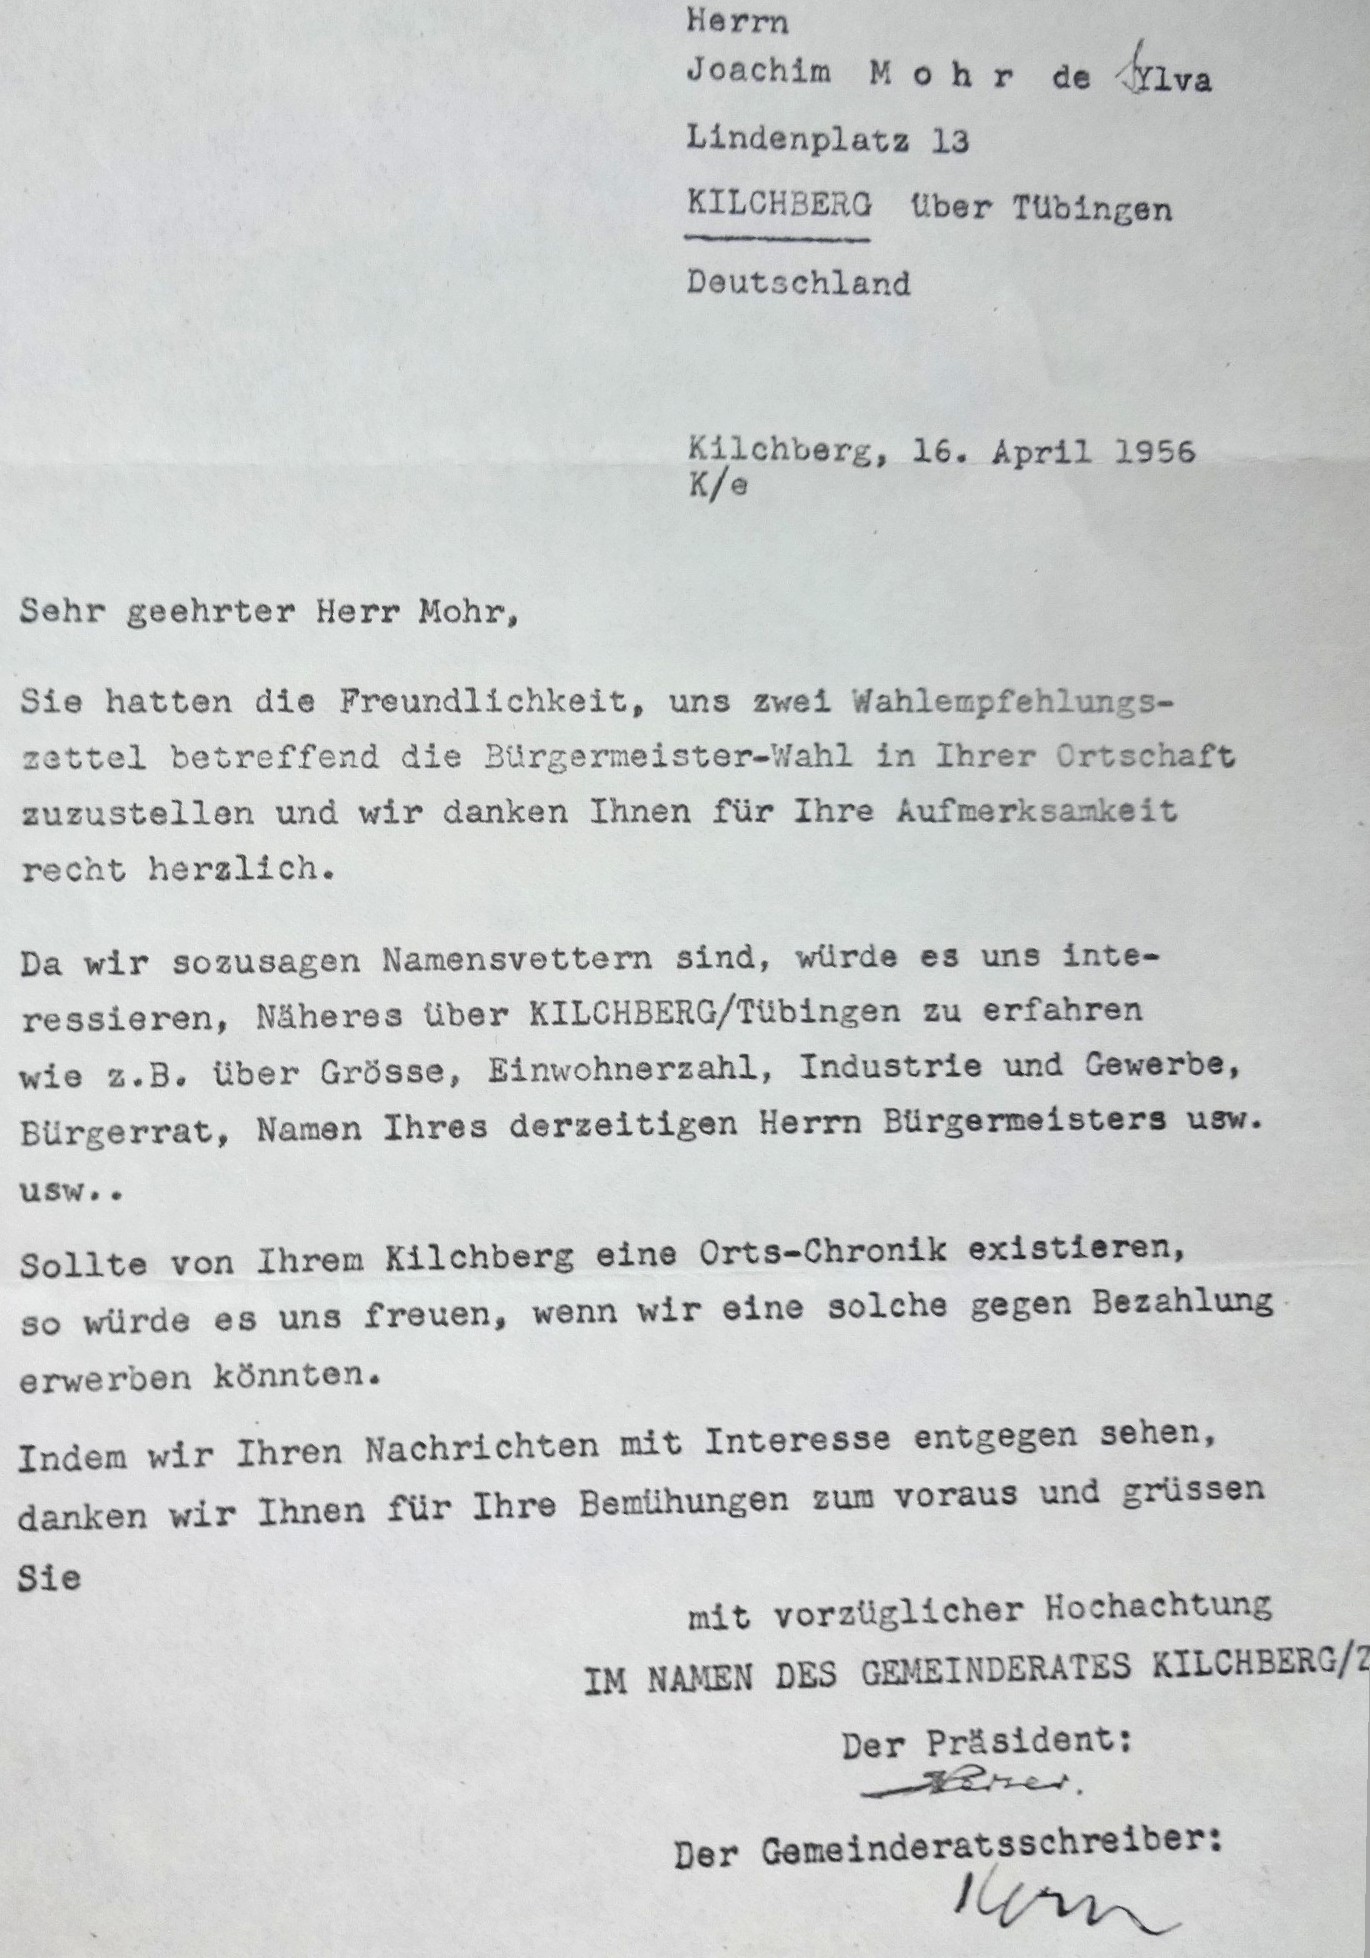 Herrn
Joachim Mohr de Sylva
Lindenplatz 13
KILCHBERG über Tübingen
Deutschland
Kilchberg, 16. April 1956
K/e
Sehr geehrter Herr Mohr,
Sie hatten die Freundlichkeit, uns zwei Wahlempfehlungs-
zettel betreffend die Bürgermeister-Wahl in Ihrer Ortschaft
zuzustellen und wir danken Ihnen für Ihre Aufmerksamkeit
recht herzlich.
Da wir sozusagen Namensvettern sind, würde es uns inte-
ressieren, Näheres über KILCHBERG/Tübingen zu erfahren
wie z.B. über Grösse, Einwohnerzahl, Industrie und Gewerbe,
Bürgerrat, Namen Ihres derzeitigen Herrn Bürgermeisters usw.
usw..
Sollte von Ihrem Kilchberg eine Orts-Chronik existieren,
so würde es uns freuen, wenn wir eine solche gegen Bezahlung
erwerben könnten.
Indem wir Ihren Nachrichten mit Interesse entgegen sehen,
danken wir Ihnen für Ihre Bemühungen zum voraus und grüssen
Sie
mit vorzüglicher Hochachtung
IM NAMEN DES GEMEINDERATES KILCHBERG/Z
Der Präsident:
Der Gemeinderatsschreiber: